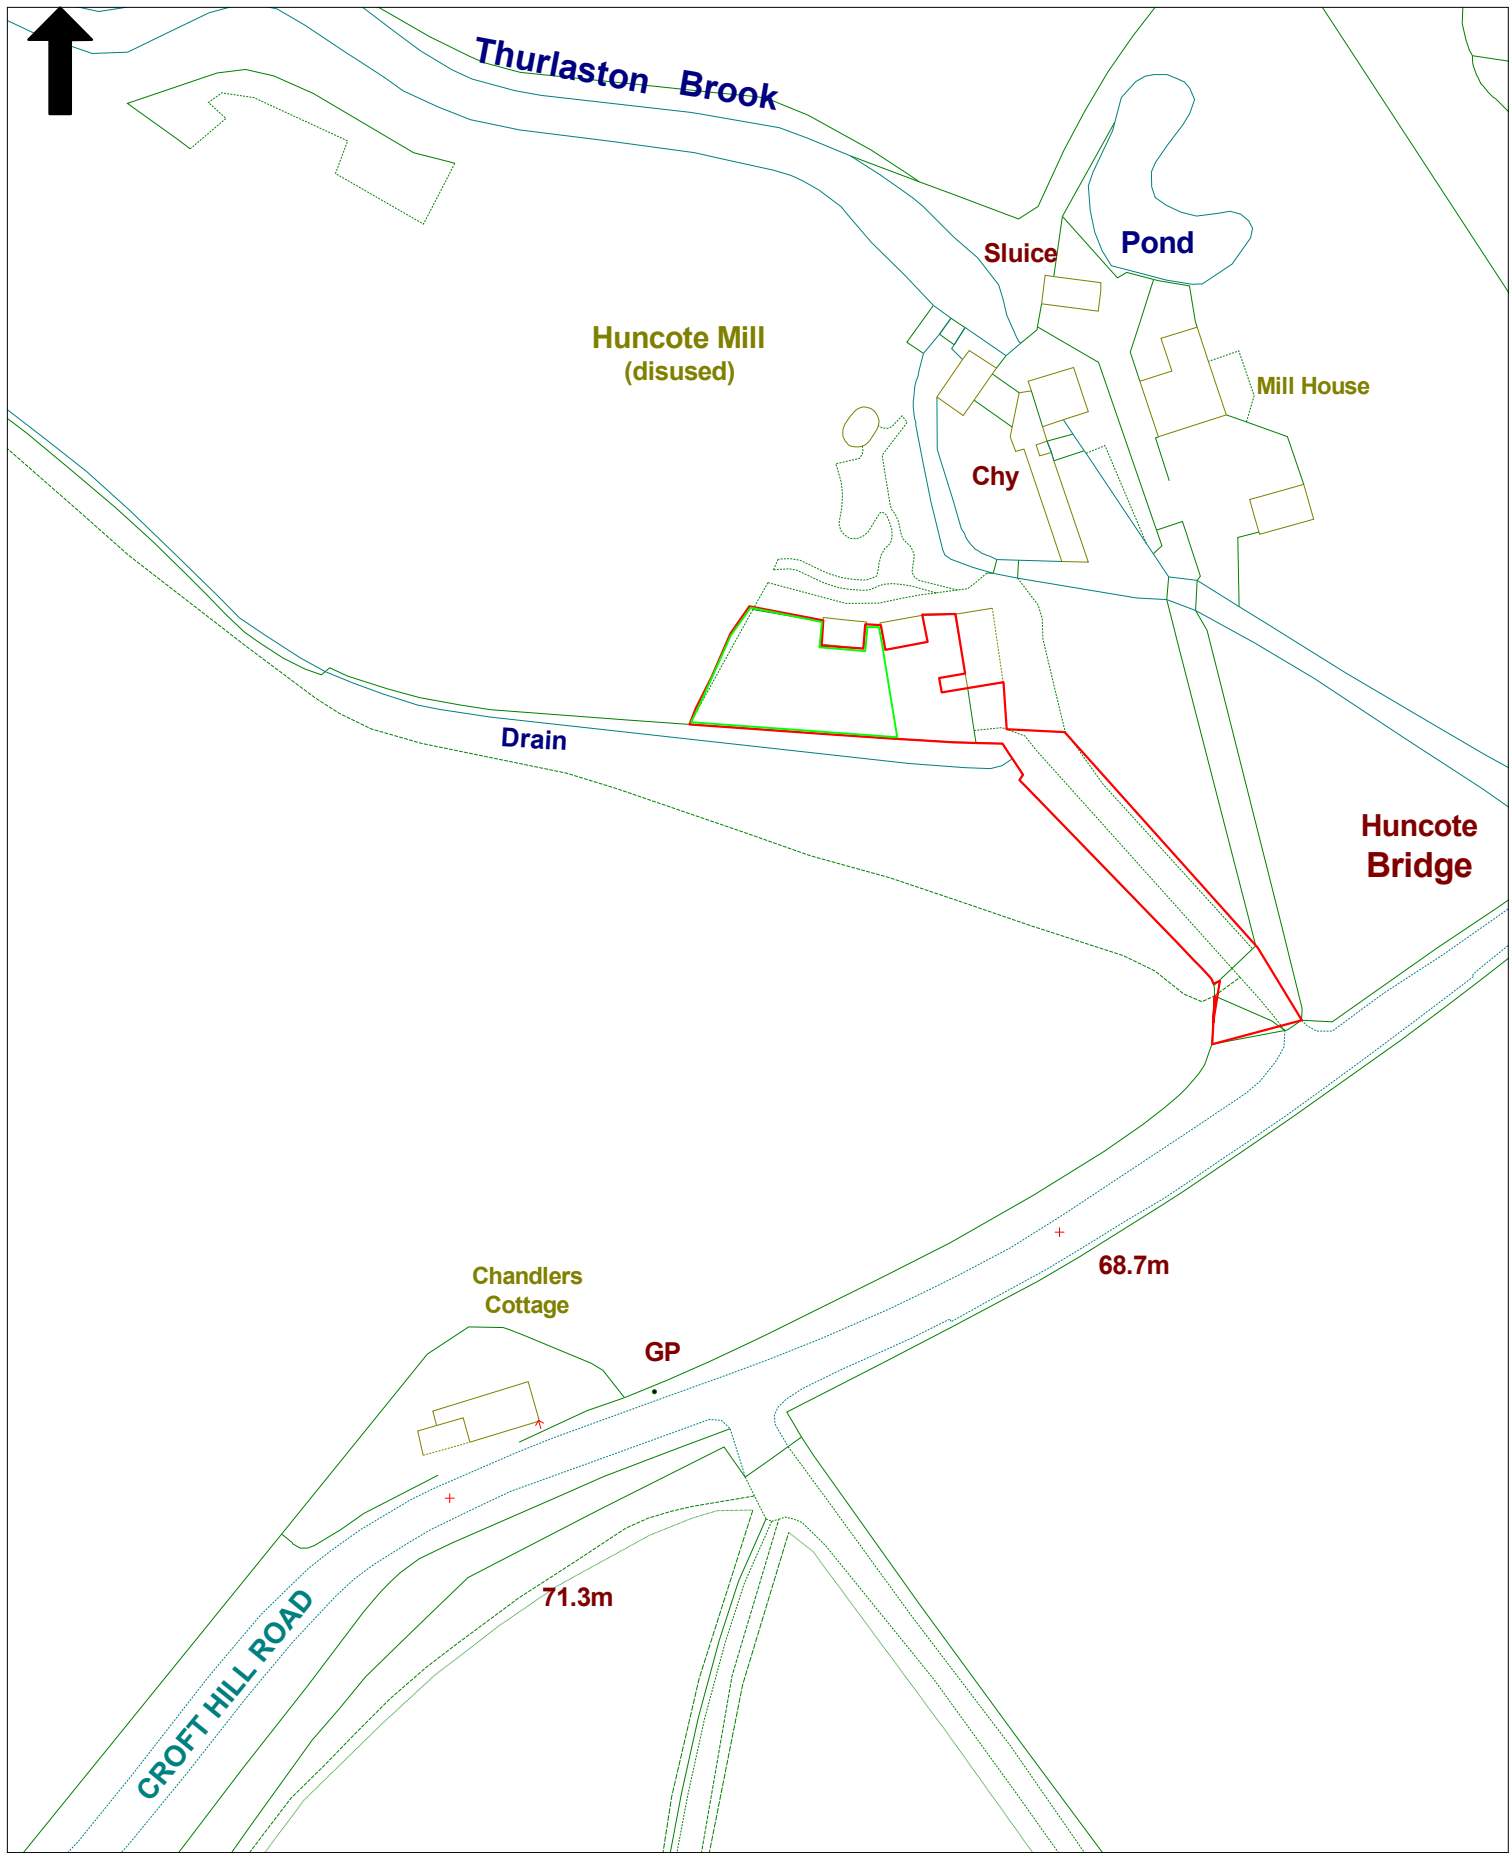 Thurlaston Brook
Sluice
Pond
Huncote Mill
(disused)
Mill House
Chy
Drain
Huncote
Bridge
68.7m
Chandlers
Cottage
GP
71.3m
CROFT HILL ROAD